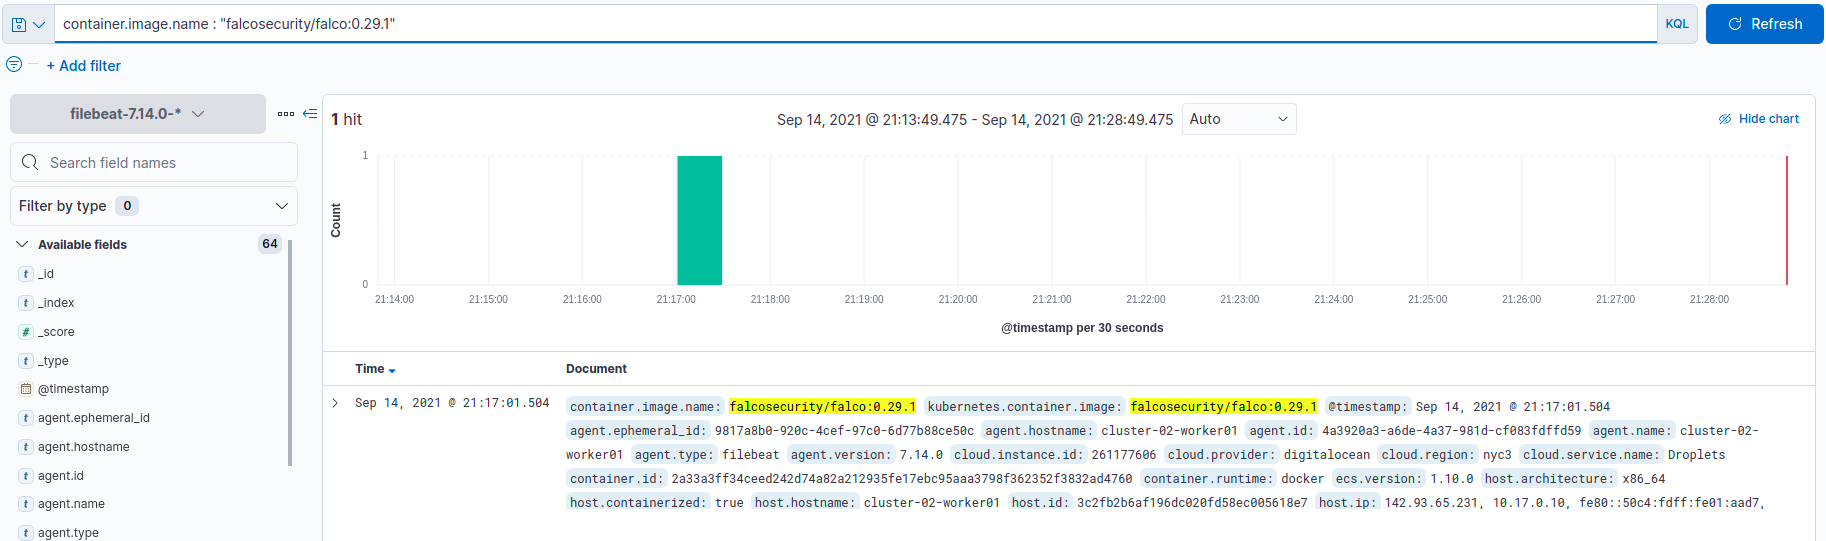 container.image.name : "falcosecurity/falco:0.29.1"
KQL
Refresh
+ Add filter
filebeat-7.14.0-*
1 hit
Sep 14, 2021 @ 21:13:49.475 - Sep 14, 2021 @ 21:28:49.475
Auto
Hide chart
Search field names
Filter by type 0
Available fields 64
t _id
t _index
# _score
t _type
@timestamp
t agent.ephemeral_id
t agent.hostname
t agent.id
t agent.name
t agent.type
Count
1
0
21:14:00 21:15:00 21:16:00 21:17:00 21:18:00 21:19:00 21:20:00 21:21:00 21:22:00 21:23:00 21:24:00 21:25:00 21:26:00 21:27:00 21:28:00
@timestamp per 30 seconds
Time Document
Sep 14, 2021 @ 21:17:01.504
container.image.name: falcosecurity/falco:0.29.1 kubernetes.container.image: falcosecurity/falco:0.29.1 @timestamp: Sep 14, 2021 @ 21:17:01.504
agent.ephemeral_id: 9817a8b0-920c-4cef-97c0-6d77b88ce50c agent.hostname: cluster-02-worker01 agent.id: 4a3920a3-a6de-4a37-981d-cf083fdffd59 agent.name: cluster-02-
worker01 agent.type: filebeat agent.version: 7.14.0 cloud.instance.id: 261177606 cloud.provider: digitalocean cloud.region: nyc3 cloud.service.name: Droplets
container.id: 2a33a3ff34ceed242d74a82a212935fe17ebc95aaa3798f362352f3832ad4760 container.runtime: docker ecs.version: 1.10.0 host.architecture: x86_64
host.containerized: true host.hostname: cluster-02-worker01 host.id: 3c2fb2b6af196dc020fd58ec005618e7 host.ip: 142.93.65.231, 10.17.0.10, fe80::50c4:fdff:fe01:aad7,